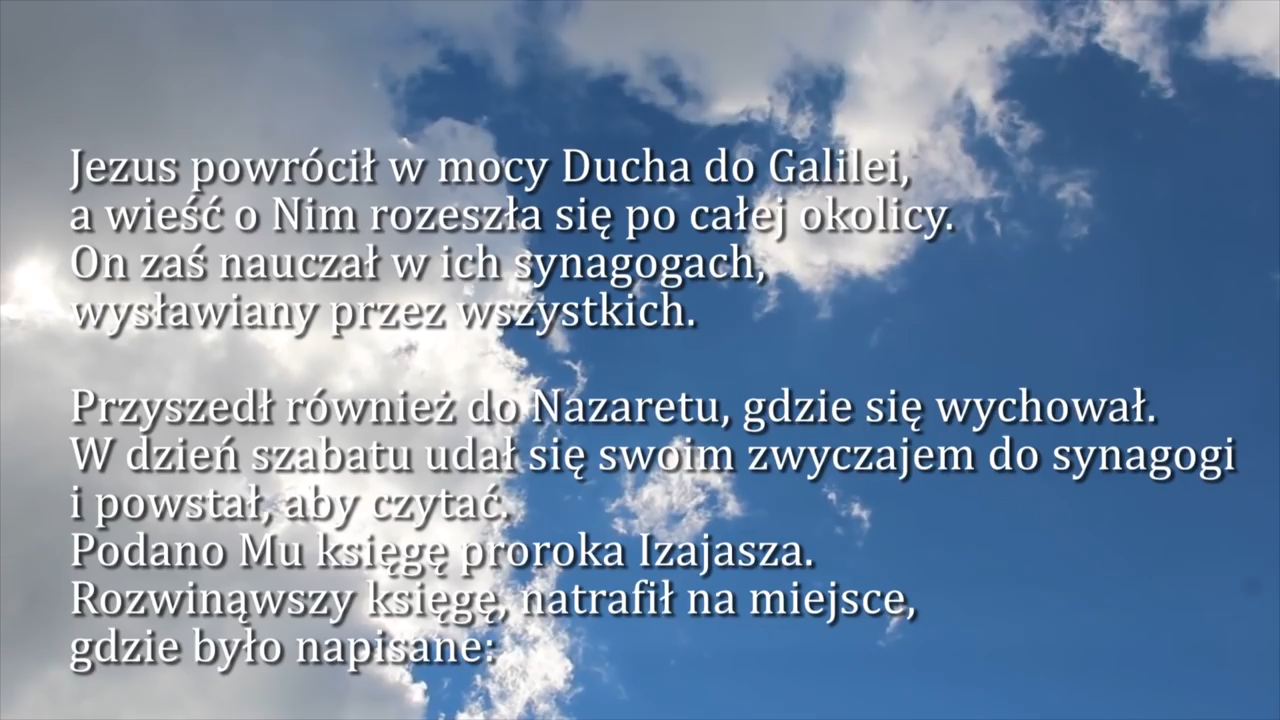 Jezus powrócił w mocy Ducha do Galilei,
a wieść o Nim rozeszła się po całej okolicy.
On zaś nauczał w ich synagogach,
wysławiany przez wszystkich.
Przyszedł również do Nazaretu, gdzie się wychował.
W dzień szabatu udał się swoim zwyczajem do synagogi
i powstał, aby czytać.
Podano Mu księgę proroka Izajasza.
Rozwinąwszy księgę, natrafił na miejsce,
gdzie było napisane: